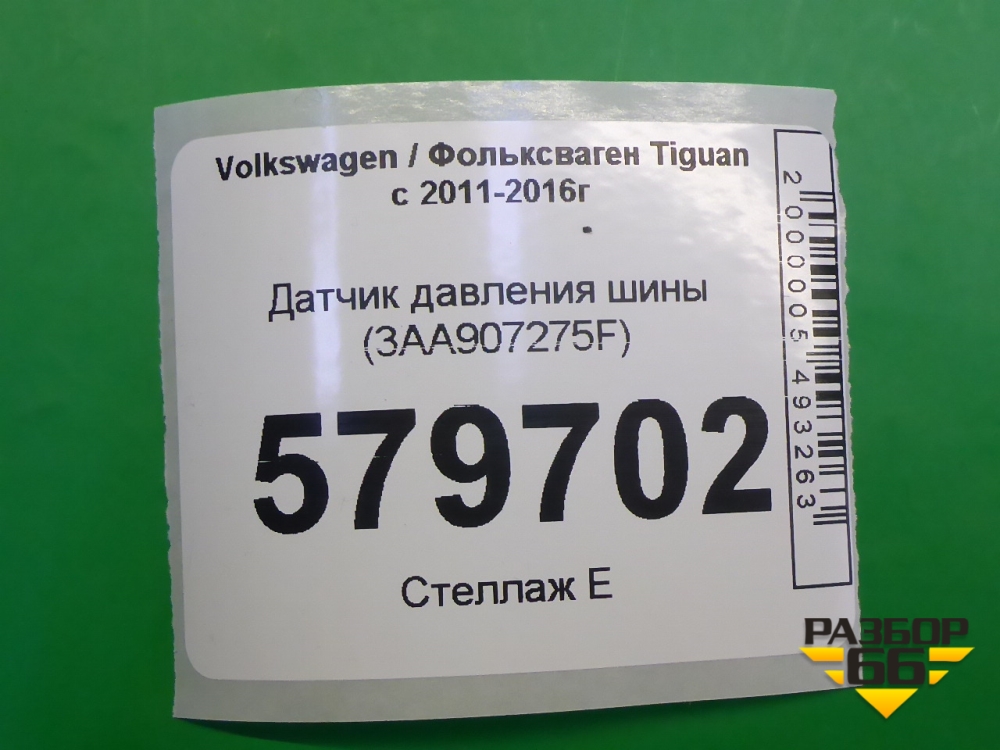 Volkswagen / Фольксваген Tiguan
с 2011-2016г
Датчик давления шины
(3AA907275F)
579702
Стеллаж Е
2000005493263
РАЗБОР
66